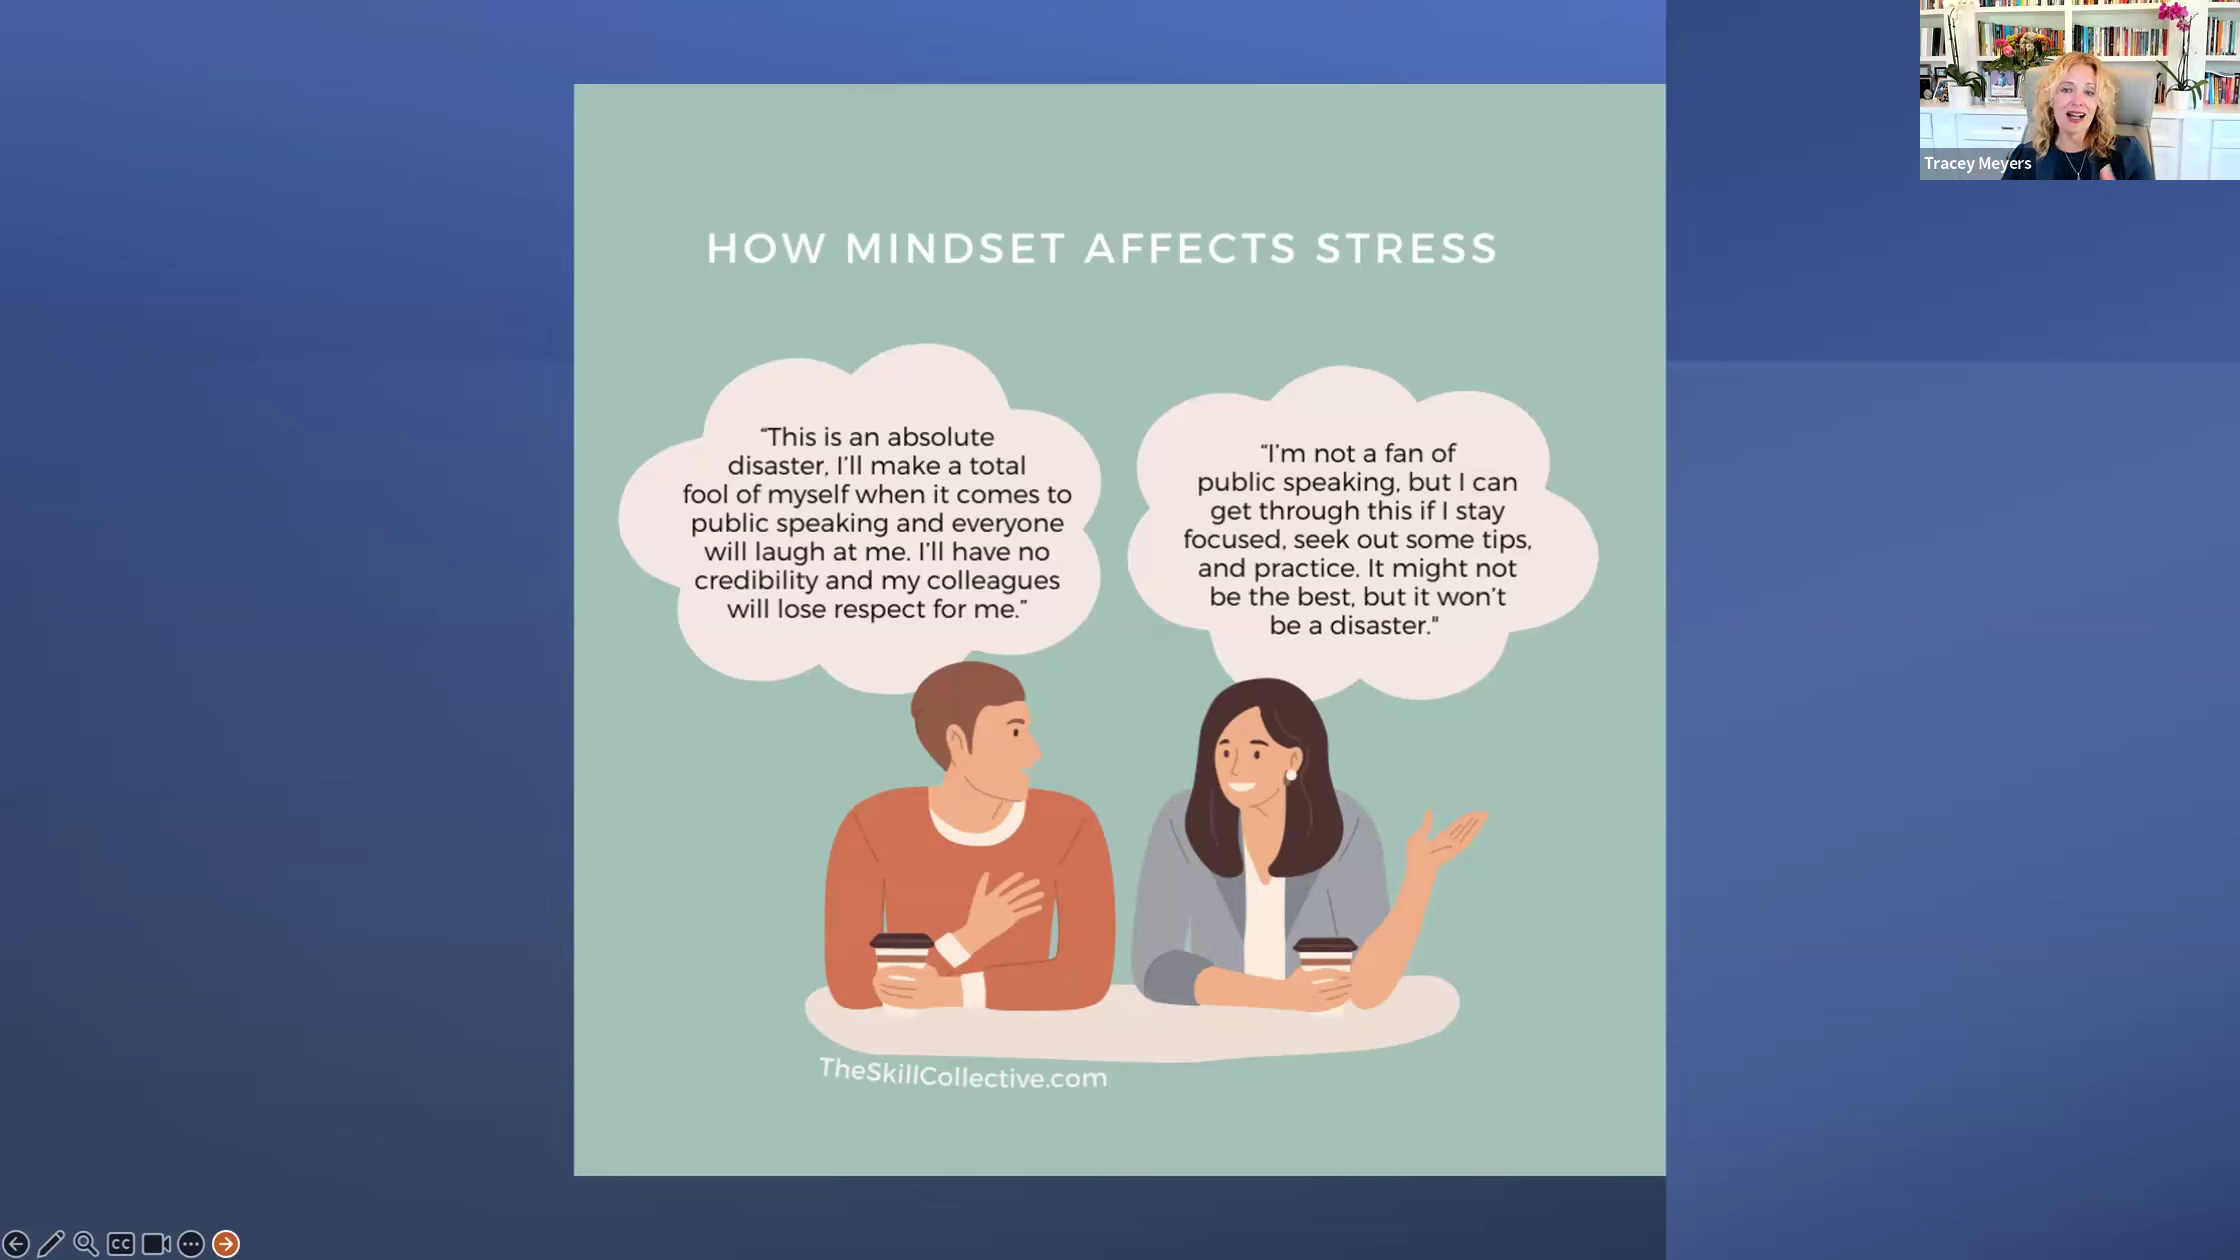 Tracey Meyers
HOW MINDSET AFFECTS STRESS
“This is an absolute
disaster, I’ll make a total
fool of myself when it comes to
public speaking and everyone
will laugh at me. I’ll have no
credibility and my colleagues
will lose respect for me.”
“I’m not a fan of
public speaking, but I can
get through this if I stay
focused, seek out some tips,
and practice. It might not
be the best, but it won’t
be a disaster."
TheSkillCollective.com
CC